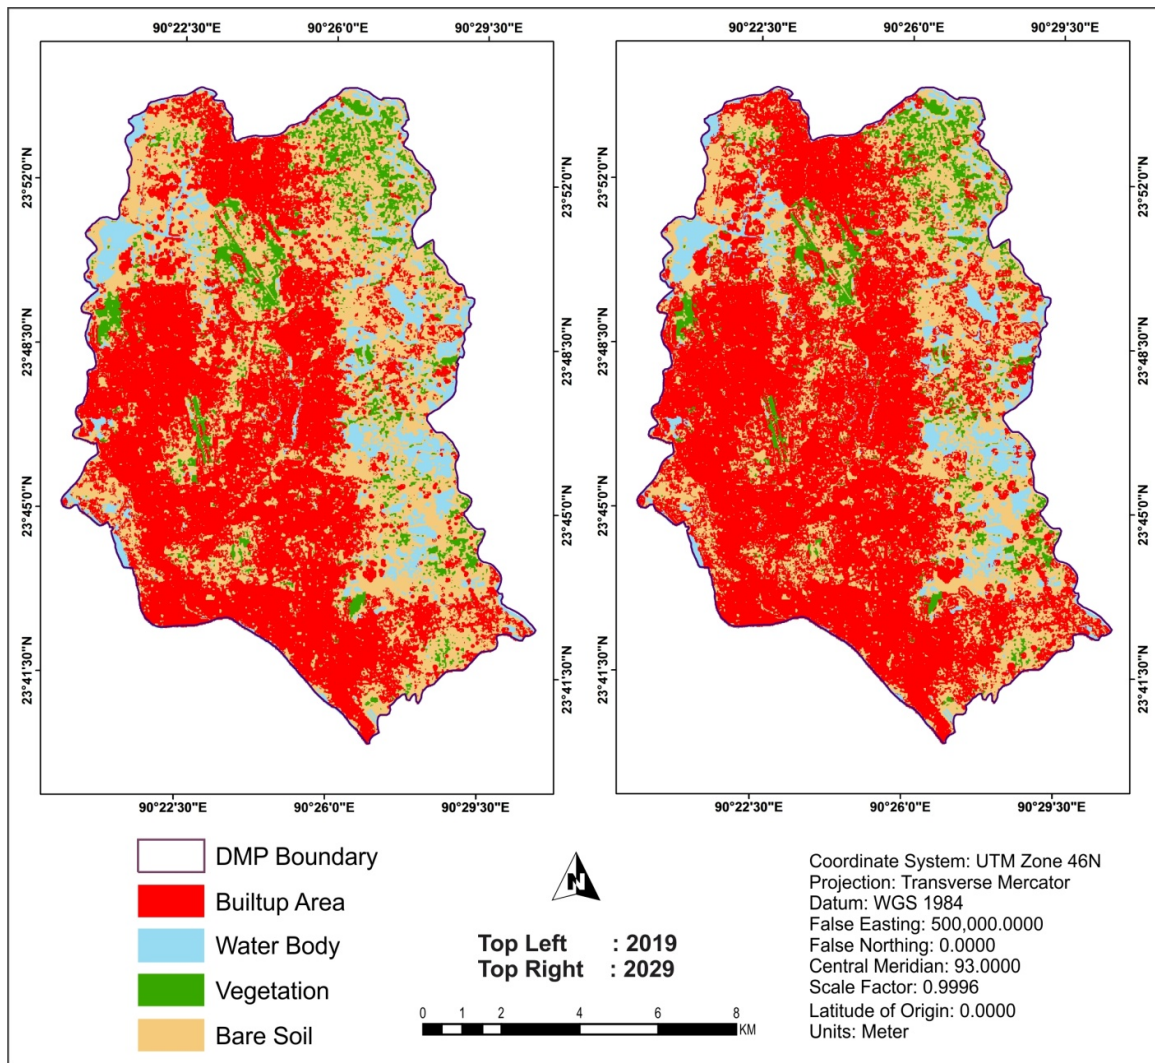 90°22'30"E 90°26'0"E 90°29'30"E 90°22'30"E 90°26'0"E 90°29'30"E
23°52'0"N 23°52'0"N 23°52'0"N 23°52'0"N
23°48'30"N 23°48'30"N 23°48'30"N 23°48'30"N
23°45'0"N 23°45'0"N 23°45'0"N 23°45'0"N
23°41'30"N 23°41'30"N 23°41'30"N 23°41'30"N
90°22'30"E 90°26'0"E 90°29'30"E 90°22'30"E 90°26'0"E 90°29'30"E
DMP Boundary
Builtup Area
Water Body
Vegetation
Bare Soil
N
Top Left : 2019
Top Right : 2029
0 1 2 4 6 8
KM
Coordinate System: UTM Zone 46N
Projection: Transverse Mercator
Datum: WGS 1984
False Easting: 500,000.0000
False Northing: 0.0000
Central Meridian: 93.0000
Scale Factor: 0.9996
Latitude of Origin: 0.0000
Units: Meter